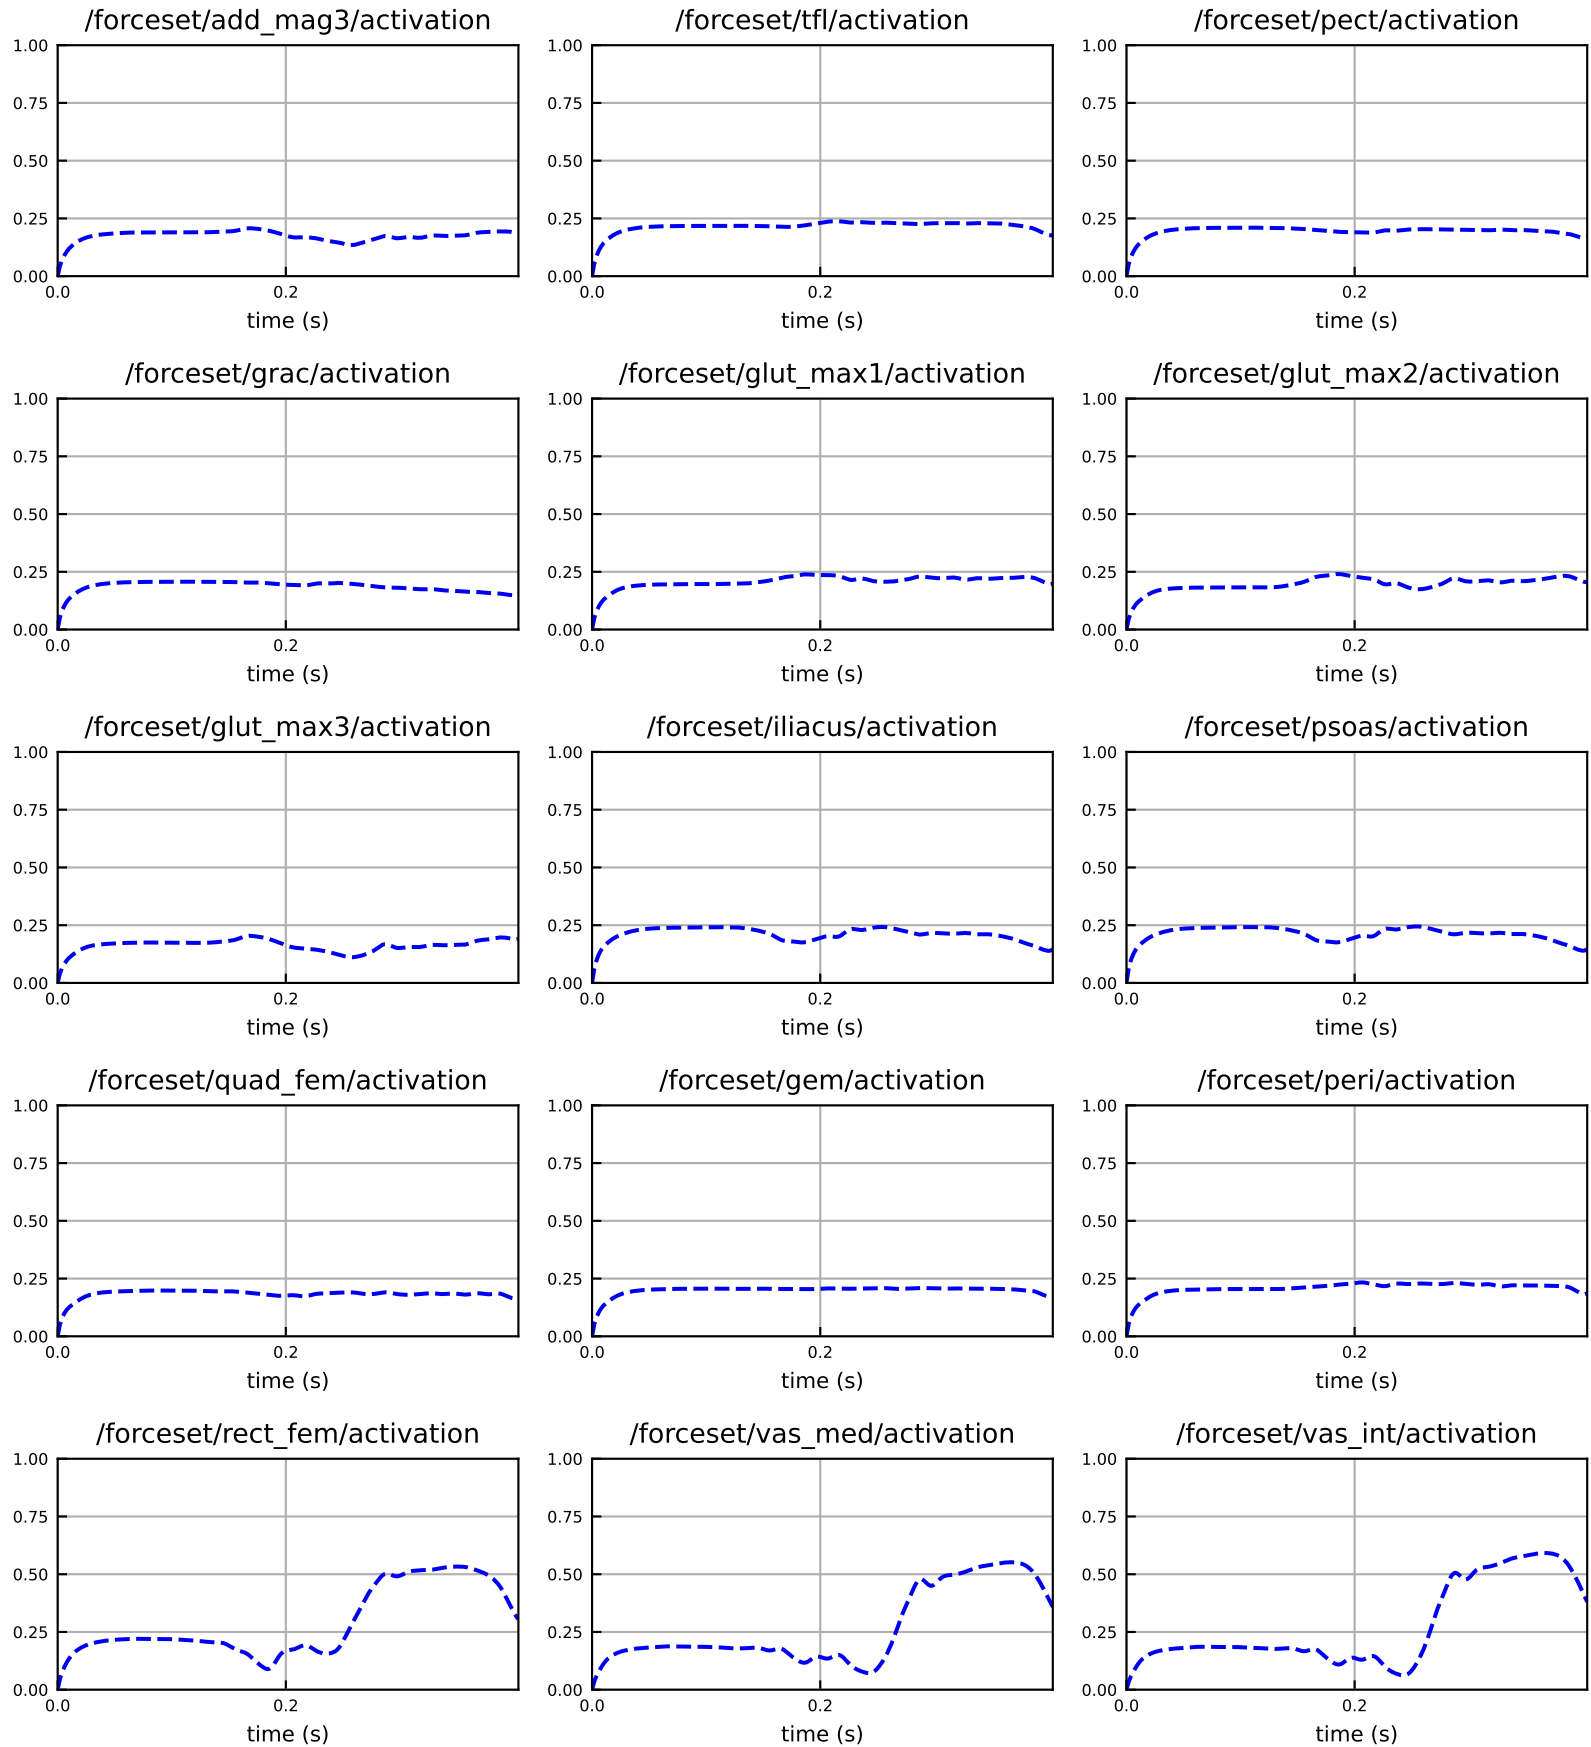 /forceset/add_mag3/activation /forceset/tfl/activation /forceset/pect/activation
1.00 1.00 1.00
0.75 0.75 0.75
0.50 0.50 0.50
0.25 0.25 0.25
0.00 0.00 0.00
0.0 0.2 0.0 0.2 0.0 0.2
time (s) time (s) time (s)
/forceset/grac/activation /forceset/glut_max1/activation /forceset/glut_max2/activation
1.00 1.00 1.00
0.75 0.75 0.75
0.50 0.50 0.50
0.25 0.25 0.25
0.00 0.00 0.00
0.0 0.2 0.0 0.2 0.0 0.2
time (s) time (s) time (s)
/forceset/glut_max3/activation /forceset/iliacus/activation /forceset/psoas/activation
1.00 1.00 1.00
0.75 0.75 0.75
0.50 0.50 0.50
0.25 0.25 0.25
0.00 0.00 0.00
0.0 0.2 0.0 0.2 0.0 0.2
time (s) time (s) time (s)
/forceset/quad_fem/activation /forceset/gem/activation /forceset/peri/activation
1.00 1.00 1.00
0.75 0.75 0.75
0.50 0.50 0.50
0.25 0.25 0.25
0.00 0.00 0.00
0.0 0.2 0.0 0.2 0.0 0.2
time (s) time (s) time (s)
/forceset/rect_fem/activation /forceset/vas_med/activation /forceset/vas_int/activation
1.00 1.00 1.00
0.75 0.75 0.75
0.50 0.50 0.50
0.25 0.25 0.25
0.00 0.00 0.00
0.0 0.2 0.0 0.2 0.0 0.2
time (s) time (s) time (s)